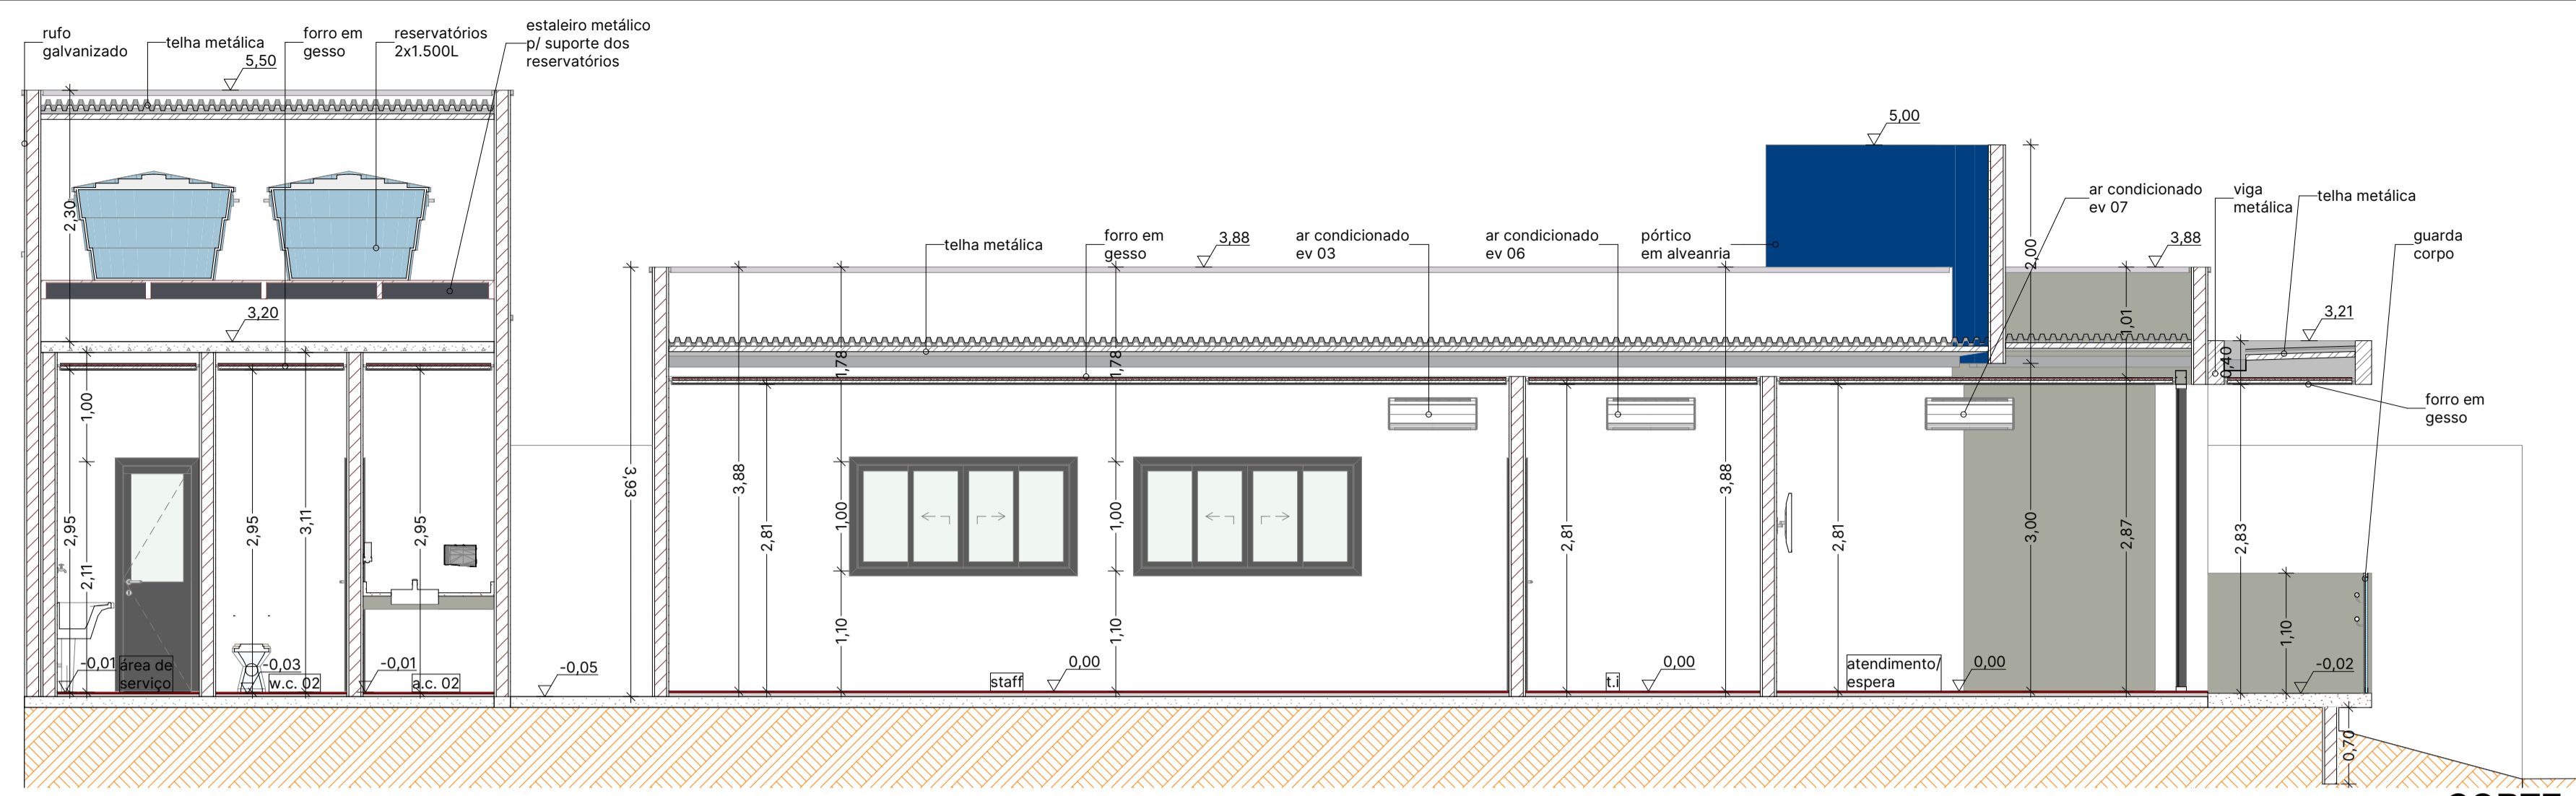 rufo
galvanizado
telha metálica
5,50
forro em
gesso
reservatórios
2x1.500L
estaleiro metálico
p/ suporte dos
reservatórios
2,30
3,20
1,00
2,95
2,11
2,95
3,11
2,95
-0,01
área de
serviço
-0,03
w.c. 02
-0,01
a.c. 02
-0,05
3,93
telha metálica
forro em
gesso
3,88
ar condicionado
ev 03
ar condicionado
ev 06
pórtico
em alveanria
5,00
2,00
ar condicionado
ev 07
3,88
viga
metálica
telha metálica
guarda
corpo
3,21
1,01
0,40
forro em
gesso
3,88
2,81
1,78
1,00
1,10
1,78
1,00
1,10
2,81
3,88
2,81
3,00
2,87
2,83
1,10
staff
0,00
t.i
0,00
atendimento/
espera
0,00
-0,02
0,70